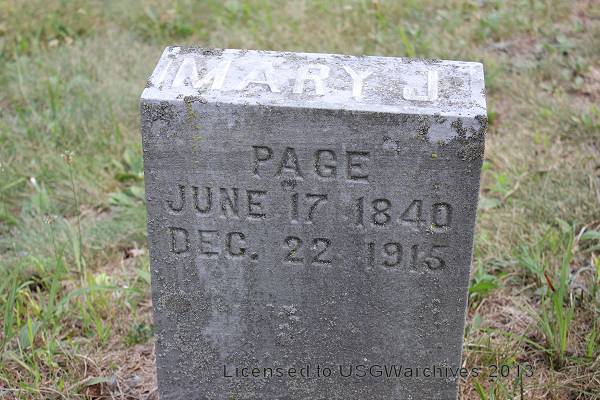 MARY J
PAGE
JUNE 17 1840
DEC. 22 1915
Licensed to USGWarchives 2013